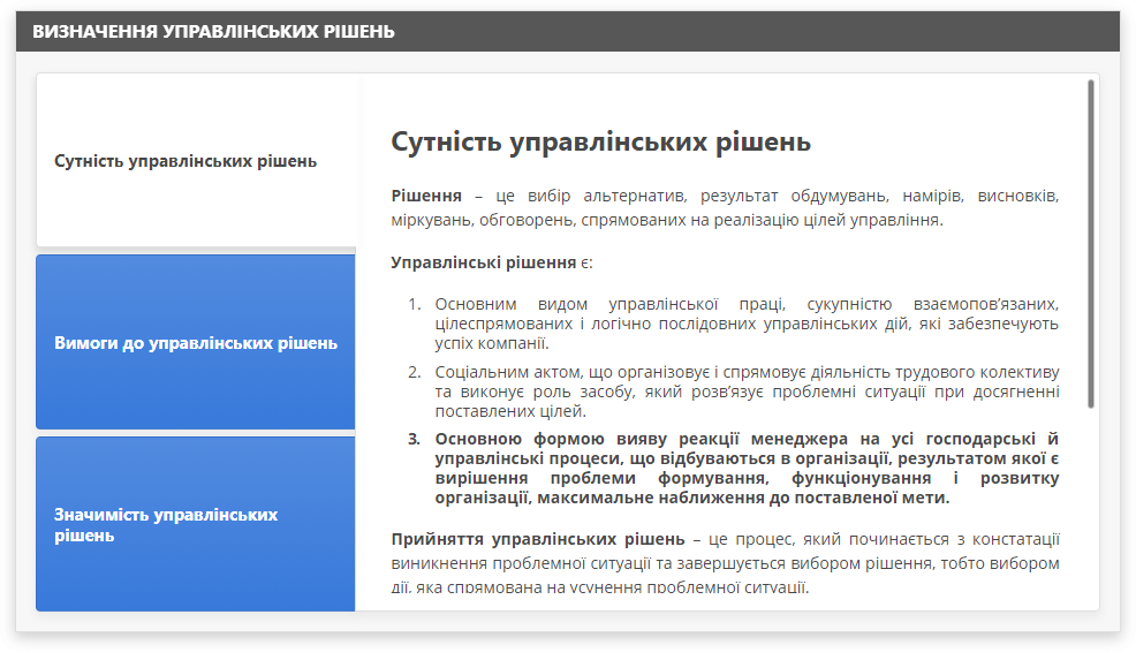 ВИЗНАЧЕННЯ УПРАВЛІНСЬКИХ РІШЕНЬ
Сутність управлінських рішень
Вимоги до управлінських рішень
Значимість управлінських
рішень
Сутність управлінських рішень
Рішення – це вибір альтернатив, результат обдумувань, намірів, висновків,
міркувань, обговорень, спрямованих на реалізацію цілей управління.
Управлінські рішення є:
1. Основним видом управлінської праці, сукупністю взаємопов’язаних,
цілеспрямованих і логічно послідовних управлінських дій, які забезпечують
успіх компанії.
2. Соціальним актом, що організовує і спрямовує діяльність трудового колективу
та виконує роль засобу, який розв’язує проблемні ситуації при досягненні
поставлених цілей.
3. Основною формою вияву реакції менеджера на усі господарські й
управлінські процеси, що відбуваються в організації, результатом якої є
вирішення проблеми формування, функціонування і розвитку
організації, максимальне наближення до поставленої мети.
Прийняття управлінських рішень – це процес, який починається з констатації
виникнення проблемної ситуації та завершується вибором рішення, тобто вибором
дії, яка спрямована на усунення проблемної ситуації.